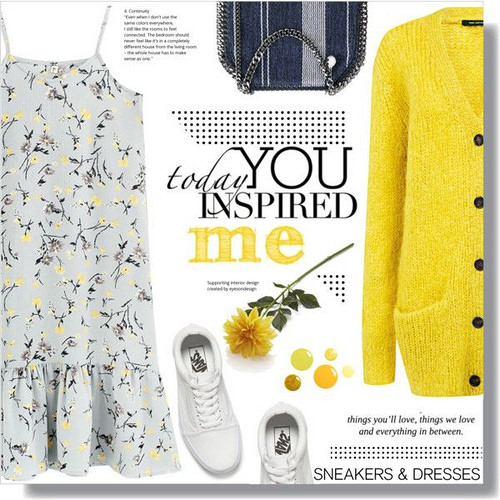 4. Continuity
"Even when I don't use the
same colors everywhere,
I still like the rooms to feel
connected. The bedroom should
never feel like it's in a completely
different house from the living room
- the whole house has to make
sense as one."
today YOU
INSPIRED
me
Supporting interior design
created by eyesondesign
VANS
VANS
things you'll love, things we love
and everything in between.
SNEAKERS & DRESSES